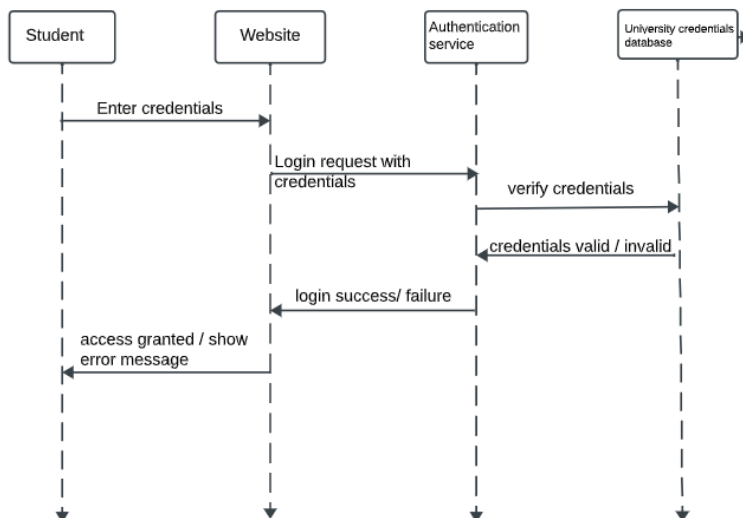 Student
Website
Authentication
service
University credentials
database
Enter credentials
Login request with
credentials
verify credentials
credentials valid / invalid
login success/ failure
access granted / show
error message